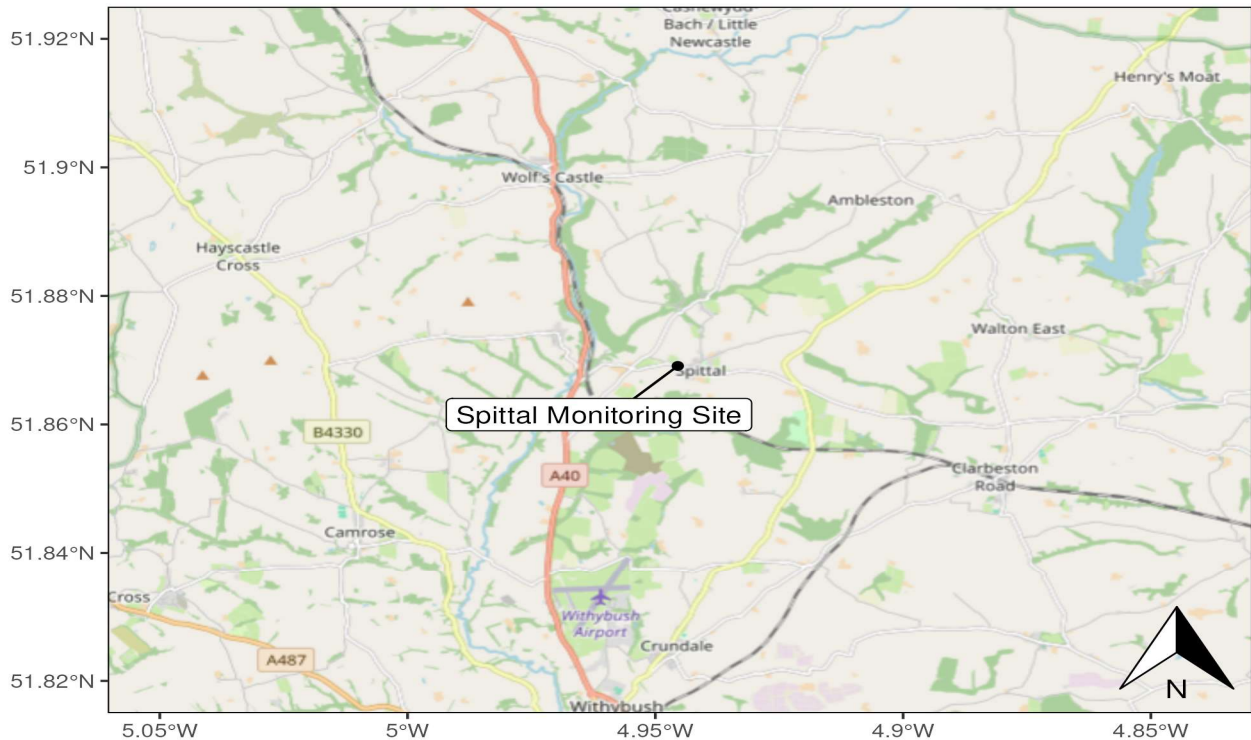 51.92°N
Bach / Little
Newcastle
Henry's Moat
51.9°N
Wolf's Castle
Ambleston
Hayscastle
Cross
51.88°N
Walton East
Spittal
Spittal Monitoring Site
51.86°N
B4330
A40
Clarbeston
Road
Camrose
51.84°N
Cross
Withybush
Airport
Crundale
A487
51.82°N
N
Withybush
5.05°W
5°W
4.95°W
4.9°W
4.85°W